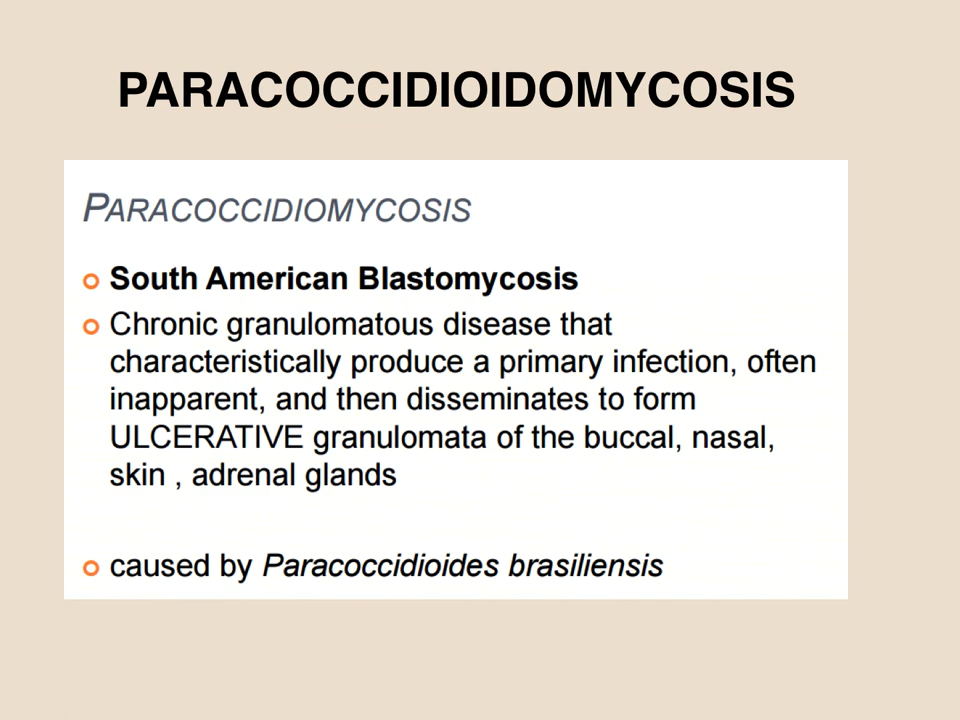 PARACOCCIDIOIDOMYCOSIS
PARACOCCIDIOMYCOSIS
South American Blastomycosis
Chronic granulomatous disease that
characteristically produce a primary infection, often
inapparent, and then disseminates to form
ULCERATIVE granulomata of the buccal, nasal,
skin , adrenal glands
caused by Paracoccidioides brasiliensis